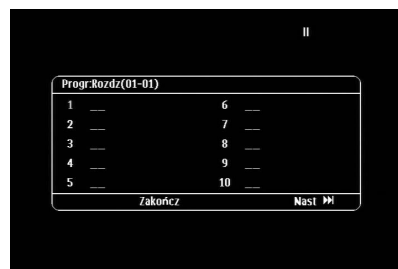 Progr:Rozdz(01-01)
1 __ 6 __
2 __ 7 __
3 __ 8 __
4 __ 9 __
5 __ 10 __
Zakończ Nast